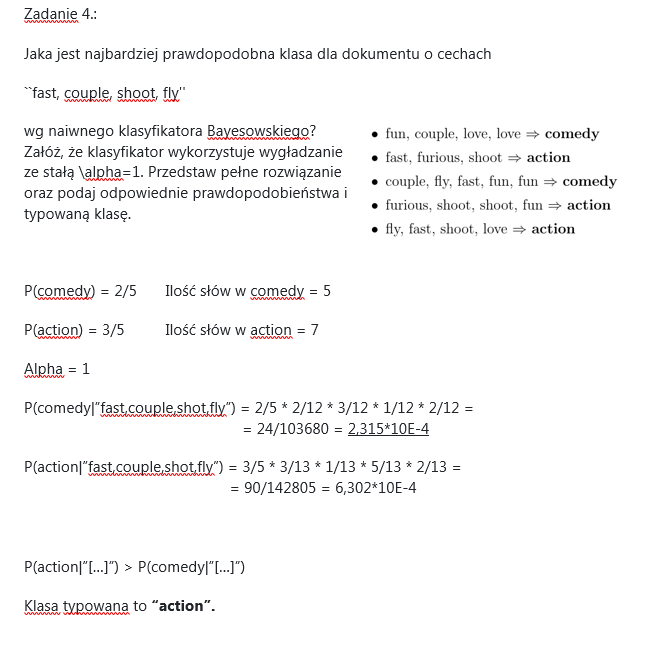 Zadanie 4.:
Jaka jest najbardziej prawdopodobna klasa dla dokumentu o cechach
``fast, couple, shoot, fly''
wg naiwnego klasyfikatora Bayesowskiego?
Załóż, że klasyfikator wykorzystuje wygładzanie
ze stałą \alpha=1. Przedstaw pełne rozwiązanie
oraz podaj odpowiednie prawdopodobieństwa i
typowaną klasę.
• fun, couple, love, love ⇒ comedy
• fast, furious, shoot ⇒ action
• couple, fly, fast, fun, fun ⇒ comedy
• furious, shoot, shoot, fun ⇒ action
• fly, fast, shoot, love ⇒ action
P(comedy) = 2/5 Ilość słów w comedy = 5
P(action) = 3/5 Ilość słów w action = 7
Alpha = 1
P(comedy|”fast,couple,shot,fly”) = 2/5 * 2/12 * 3/12 * 1/12 * 2/12 =
= 24/103680 = 2,315*10E-4
P(action|”fast,couple,shot,fly”) = 3/5 * 3/13 * 1/13 * 5/13 * 2/13 =
= 90/142805 = 6,302*10E-4
P(action|”[…]”) > P(comedy|”[…]”)
Klasa typowana to “action”.